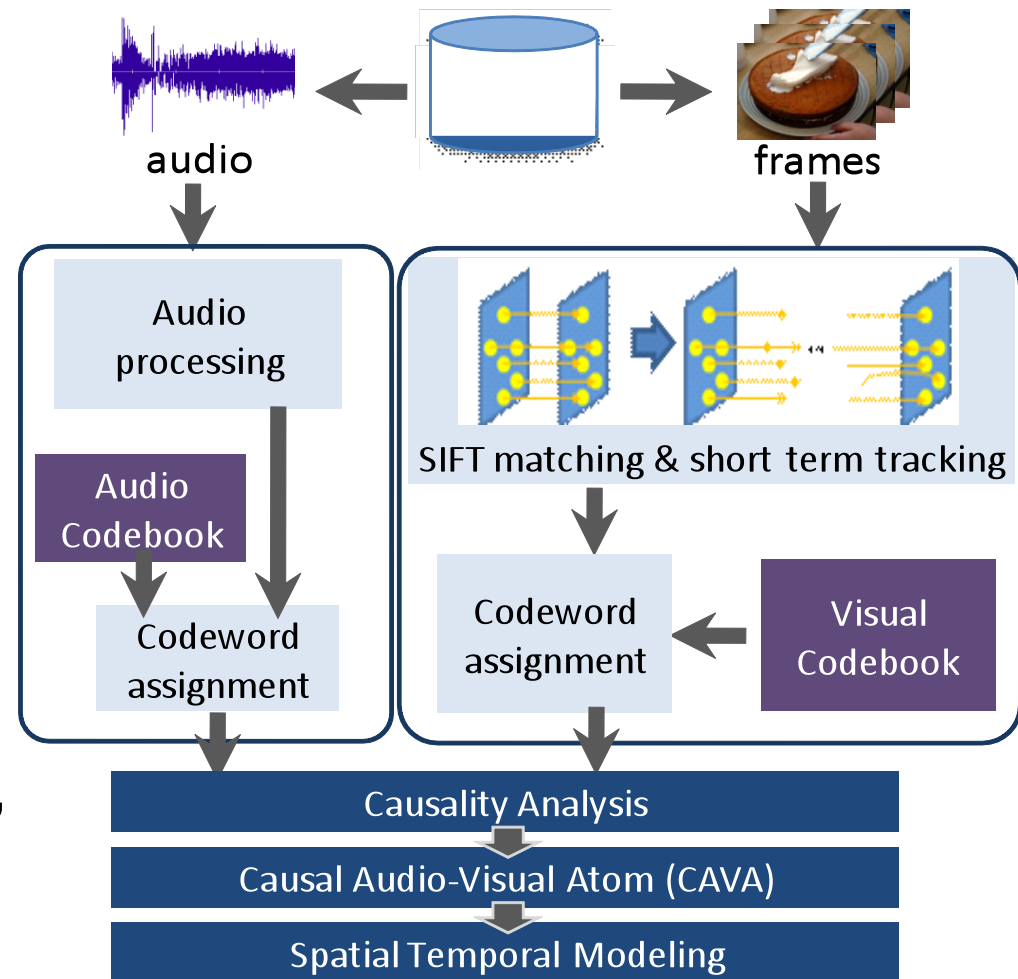 audio
frames
Audio
processing
SIFT matching & short term tracking
Audio
Codebook
Codeword
assignment
Codeword
assignment
Visual
Codebook
Causality Analysis
Causal Audio-Visual Atom (CAVA)
Spatial Temporal Modeling